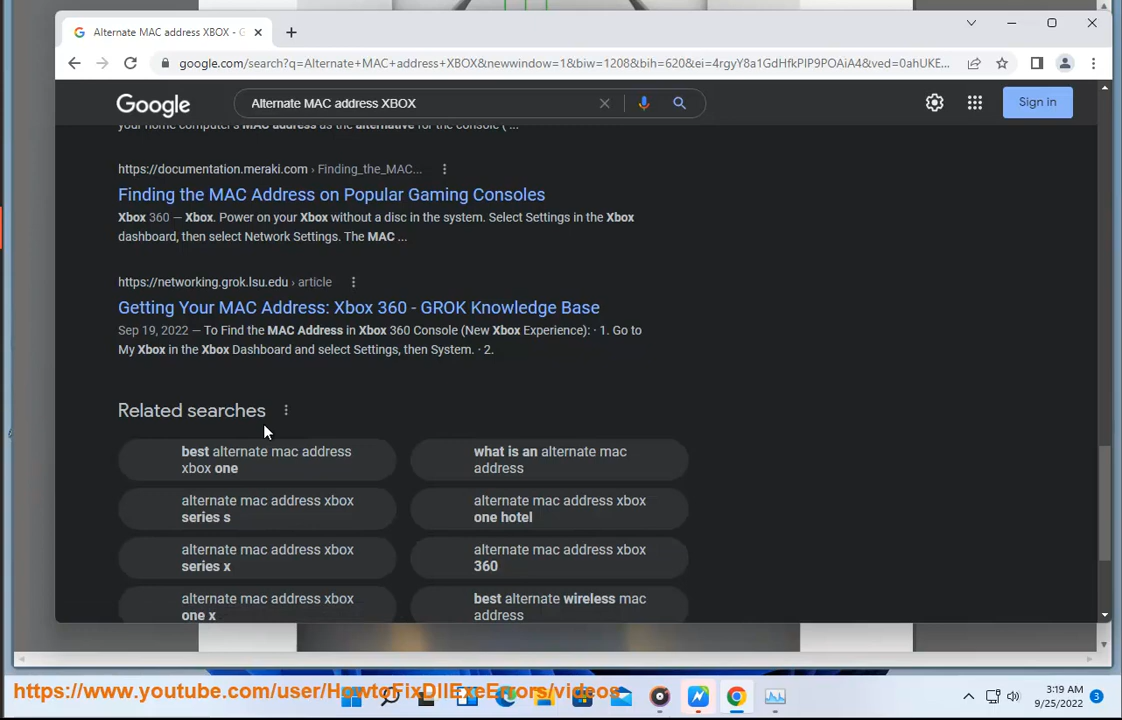 Alternate MAC address XBOX - G
google.com/search?q=Alternate+MAC+address+XBOX&newwindow=1&biw=1208&bih=620&ei=4rgyY8a1GdHfkPIP9POAiA4&ved=0ahUKE...
Google
Alternate MAC address XBOX
Sign in
your home computer's MAC address as the alternative for the console ( ...
https://documentation.meraki.com › Finding_the_MAC...
Finding the MAC Address on Popular Gaming Consoles
Xbox 360 — Xbox. Power on your Xbox without a disc in the system. Select Settings in the Xbox
dashboard, then select Network Settings. The MAC ...
https://networking.grok.lsu.edu › article
Getting Your MAC Address: Xbox 360 - GROK Knowledge Base
Sep 19, 2022 — To Find the MAC Address in Xbox 360 Console (New Xbox Experience): · 1. Go to
My Xbox in the Xbox Dashboard and select Settings, then System. · 2.
Related searches
best alternate mac address
xbox one
what is an alternate mac
address
alternate mac address xbox
series s
alternate mac address xbox
one hotel
alternate mac address xbox
series x
alternate mac address xbox
360
alternate mac address xbox
one x
best alternate wireless mac
address
https://www.youtube.com/user/HowtoFixDllExeErrors/videos
3:19 AM
9/25/2022
3